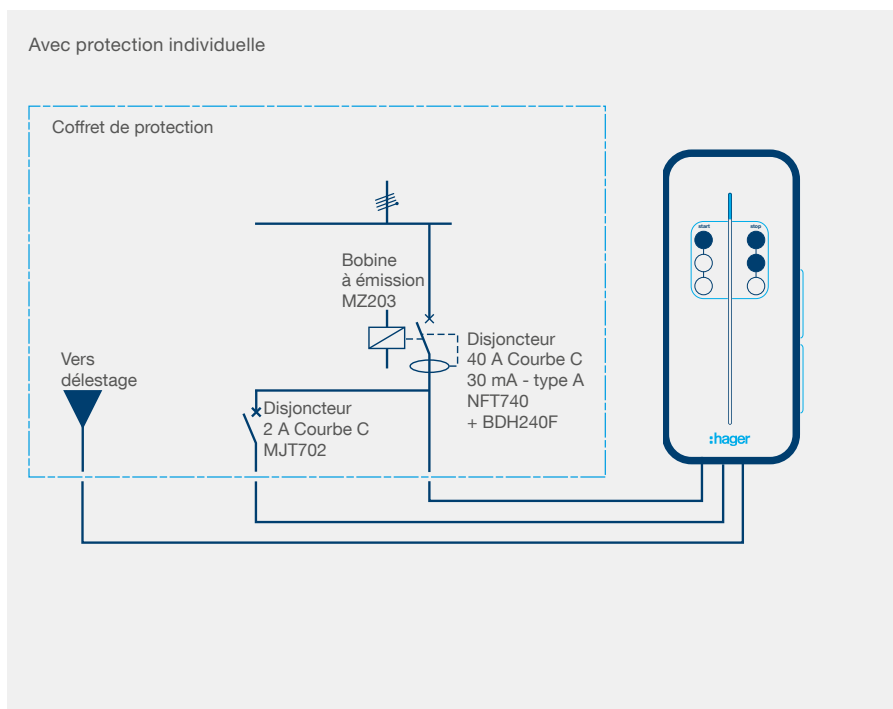 Avec protection individuelle
Coffret de protection
Bobine
à émission
MZ203
Disjoncteur
40 A Courbe C
30 mA - type A
NFT740
+ BDH240F
Vers
délestage
Disjoncteur
2 A Courbe C
MJT702
start
stop
:hager